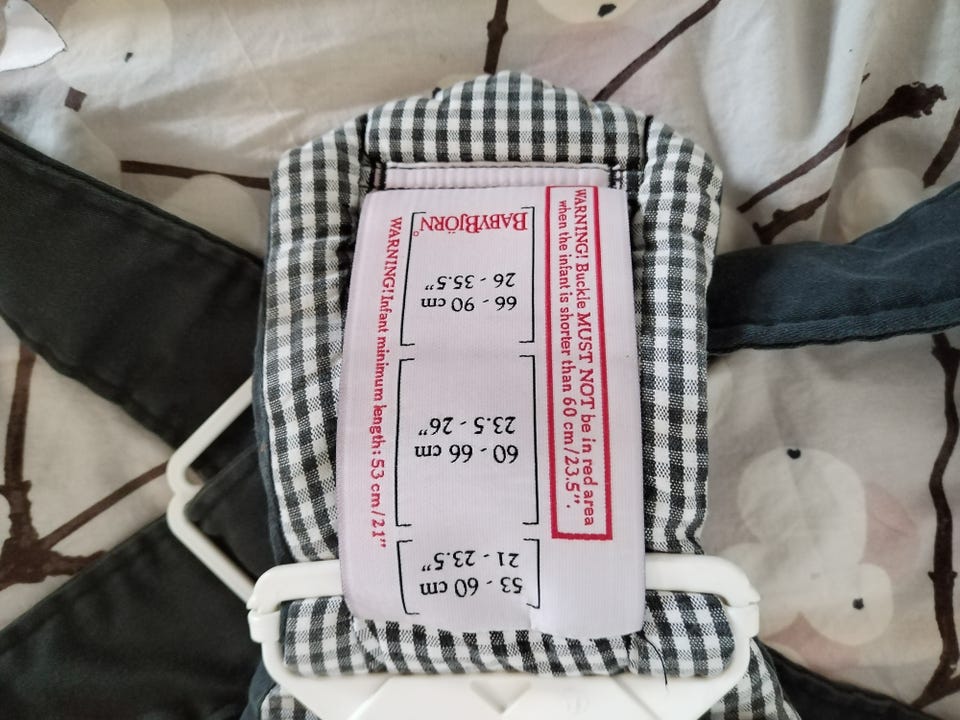 WARNING! Buckle MUST NOT be in red area
when the infant is shorter than 60 cm/23.5”.
53 - 60 cm
21 - 23.5”
60 - 66 cm
23.5 - 26”
66 - 90 cm
26 - 35.5”
BABYBJÖRN®
WARNING! Infant minimum length: 53 cm/21”